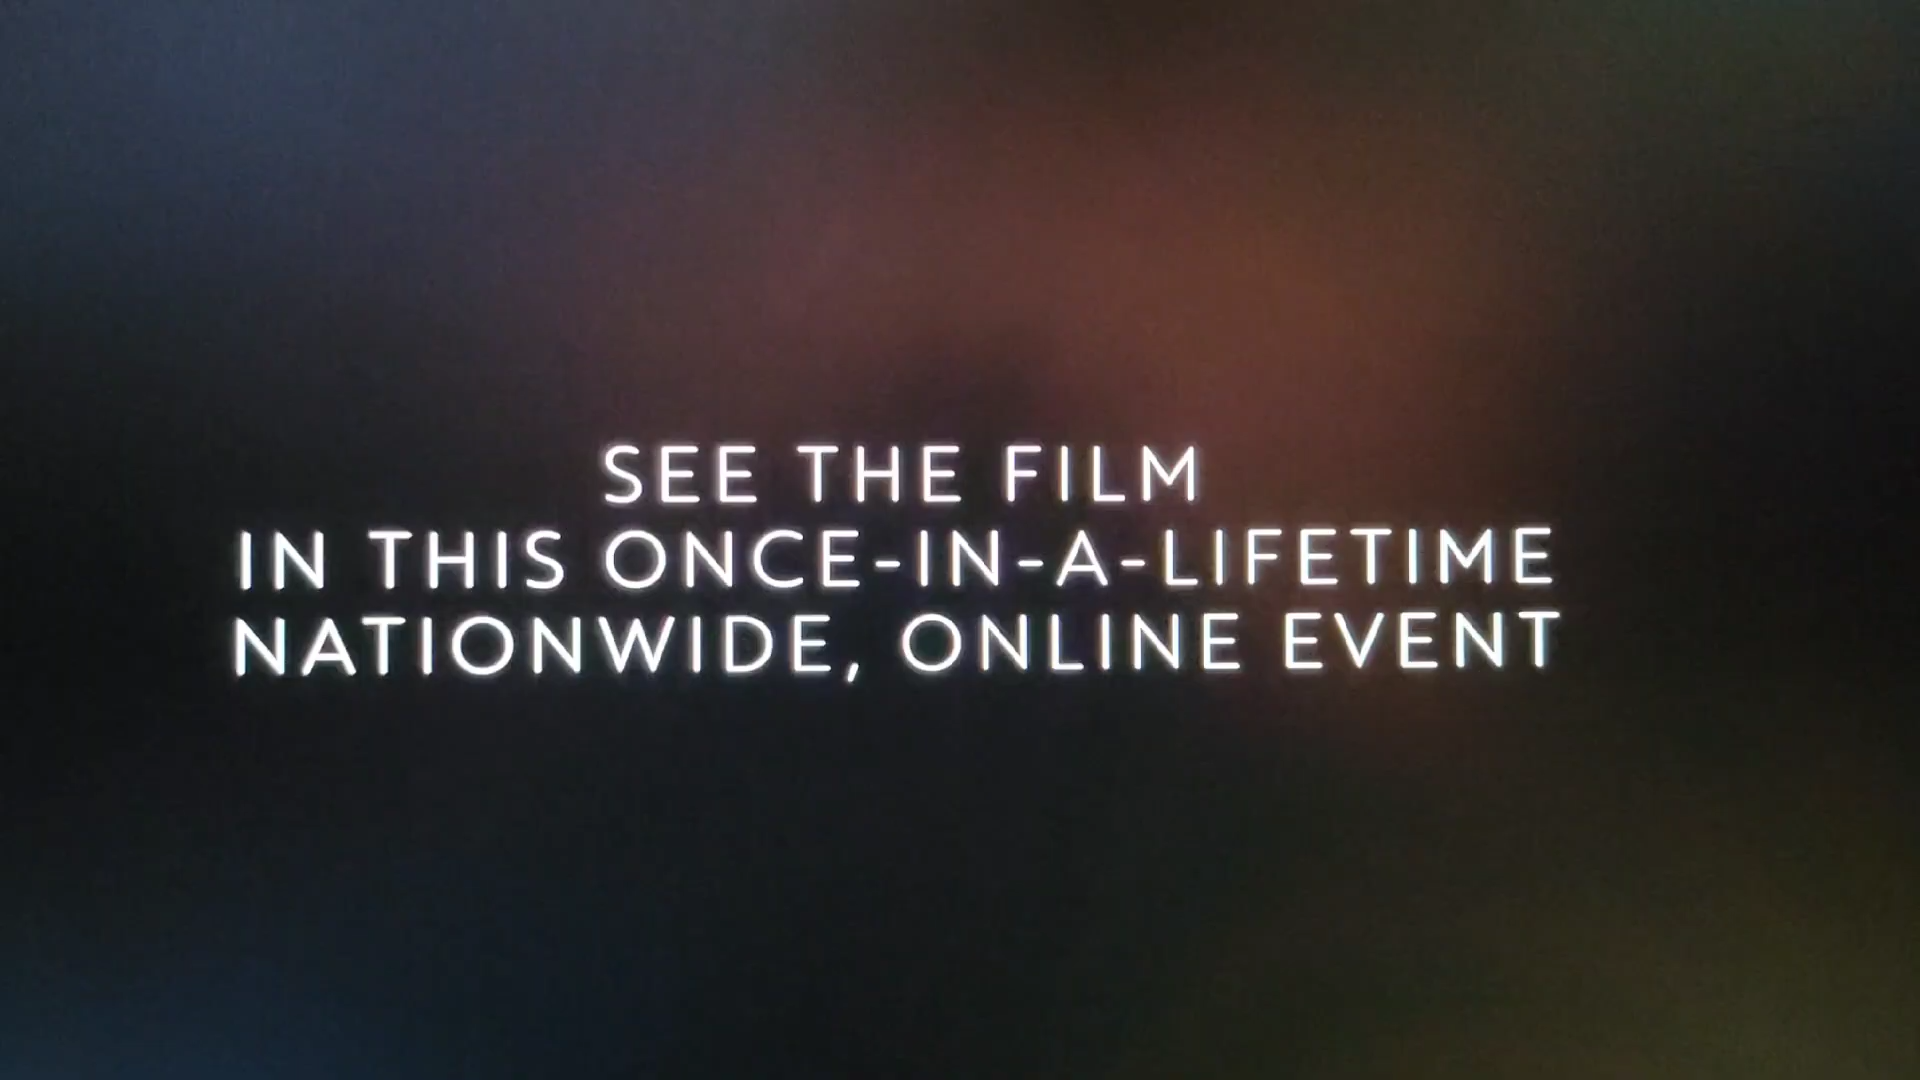 SEE THE FILM
IN THIS ONCE-IN-A-LIFETIME
NATIONWIDE, ONLINE EVENT